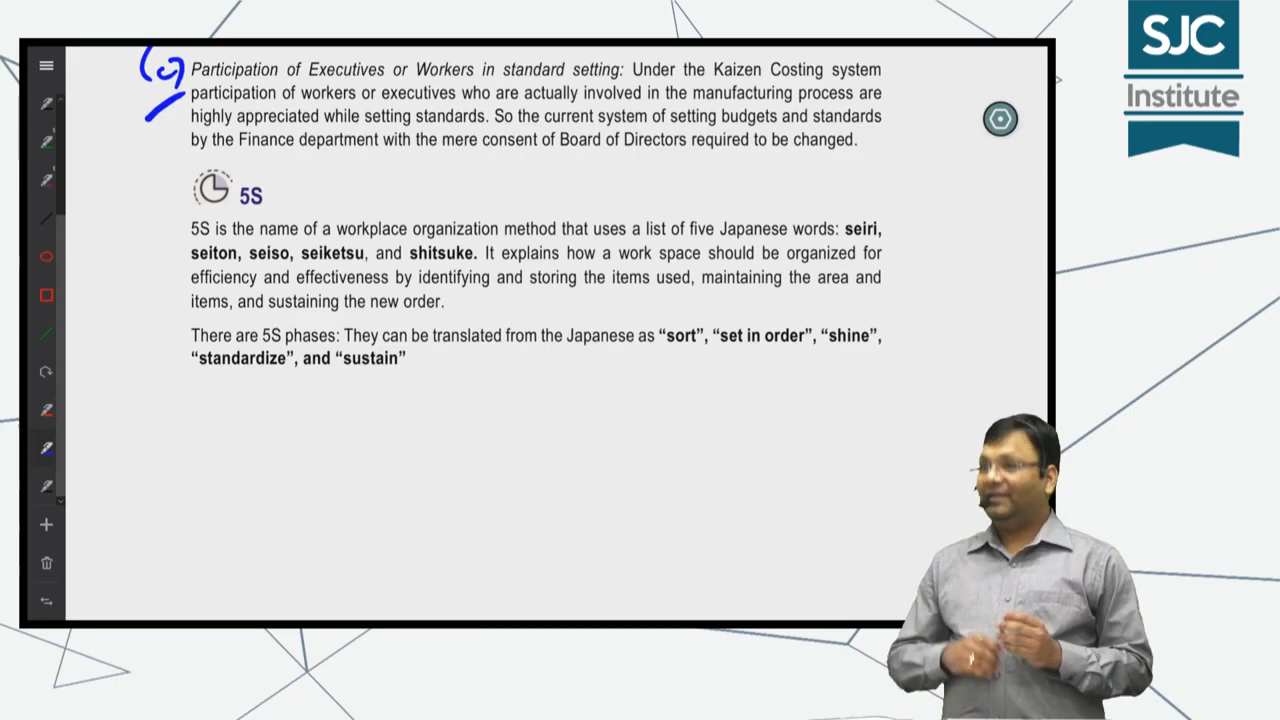 SJC
Institute
(9)
Participation of Executives or Workers in standard setting: Under the Kaizen Costing system
participation of workers or executives who are actually involved in the manufacturing process are
highly appreciated while setting standards. So the current system of setting budgets and standards
by the Finance department with the mere consent of Board of Directors required to be changed.
5S
5S is the name of a workplace organization method that uses a list of five Japanese words: seiri,
seiton, seiso, seiketsu, and shitsuke. It explains how a work space should be organized for
efficiency and effectiveness by identifying and storing the items used, maintaining the area and
items, and sustaining the new order.
There are 5S phases: They can be translated from the Japanese as “sort”, “set in order”, “shine”,
“standardize”, and “sustain”